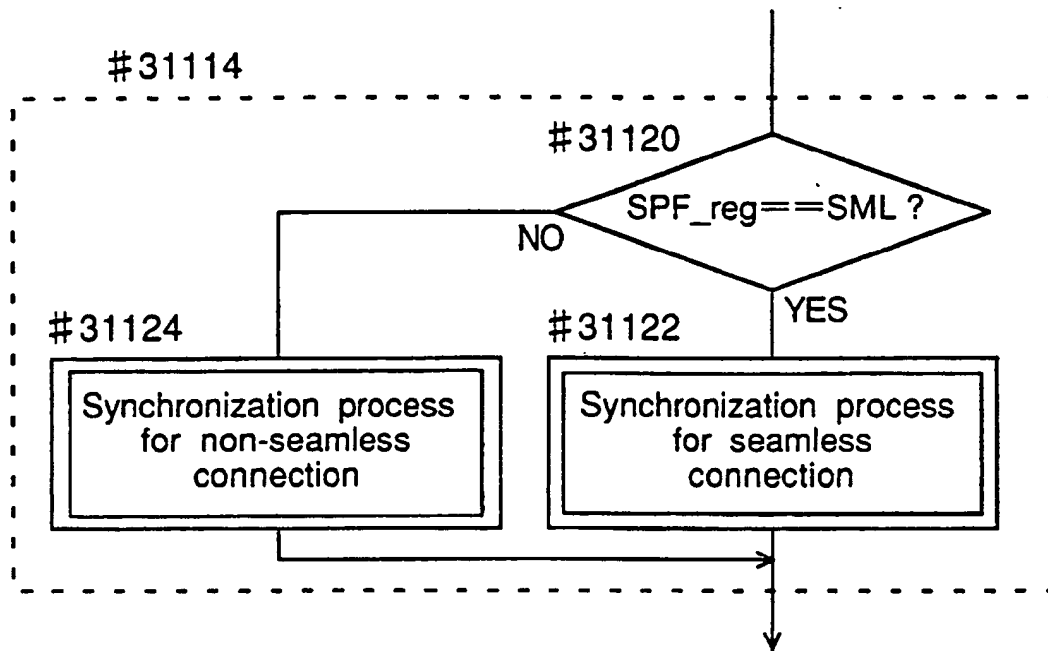 #31114
#31120
SPF_reg==SML ?
NO
YES
#31124
#31122
Synchronization process
for non-seamless
connection
Synchronization process
for seamless
connection